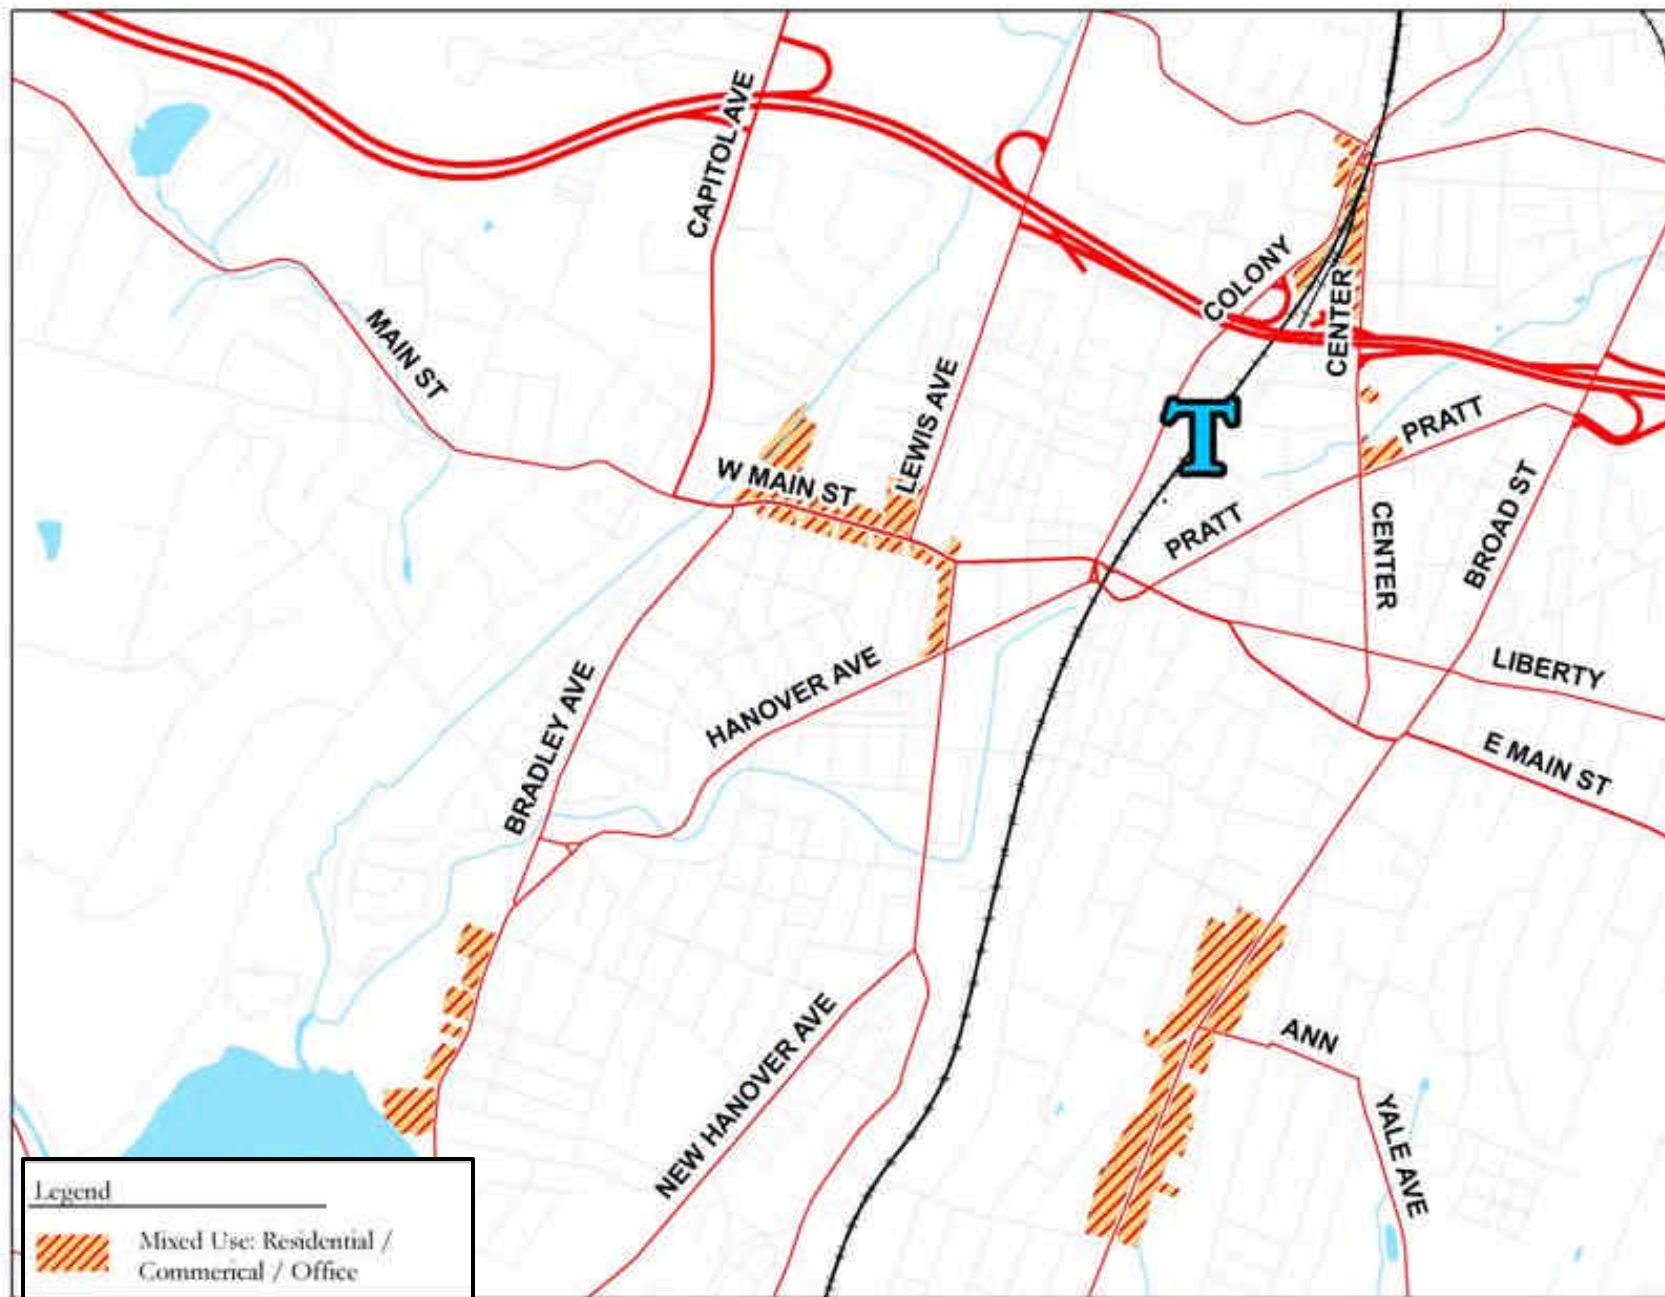 CAPITOL AVE
COLONY
CENTER
MAIN ST
LEWIS AVE
T
PRATT
W MAIN ST
BROAD ST
PRATT
CENTER
LIBERTY
HANOVER AVE
BRADLEY AVE
E MAIN ST
ANN
NEW HANOVER AVE
YALE AVE
Legend
Mixed Use: Residential /
Commerical / Office